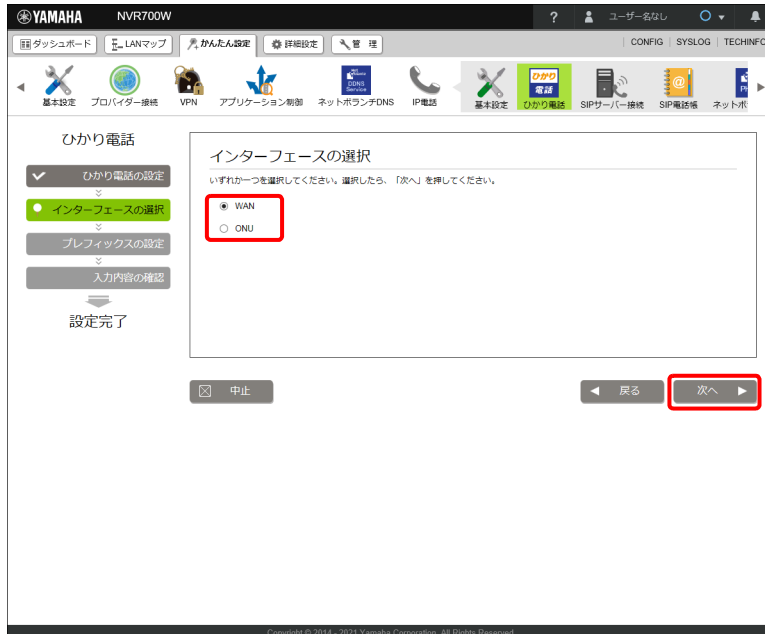 YAMAHA NVR700W ? ユーザー名なし
ダッシュボード LANマップ かんたん設定 詳細設定 管 理 CONFIG | SYSLOG | TECHINFO
Net Volante DDNS Service ひかり電話 @
基本設定 プロバイダー接続 VPN アプリケーション制御 ネットボランチDNS IP電話 基本設定 ひかり電話 SIPサーバー接続 SIP電話帳 ネットボ
ひかり電話
ひかり電話の設定
インターフェースの選択
プレフィックスの設定
入力内容の確認
設定完了
インターフェースの選択
いずれか一つを選択してください。選択したら、「次へ」を押してください。
WAN
ONU
中止 戻る 次へ
Copyright © 2014 - 2021 Yamaha Corporation. All Rights Reserved.